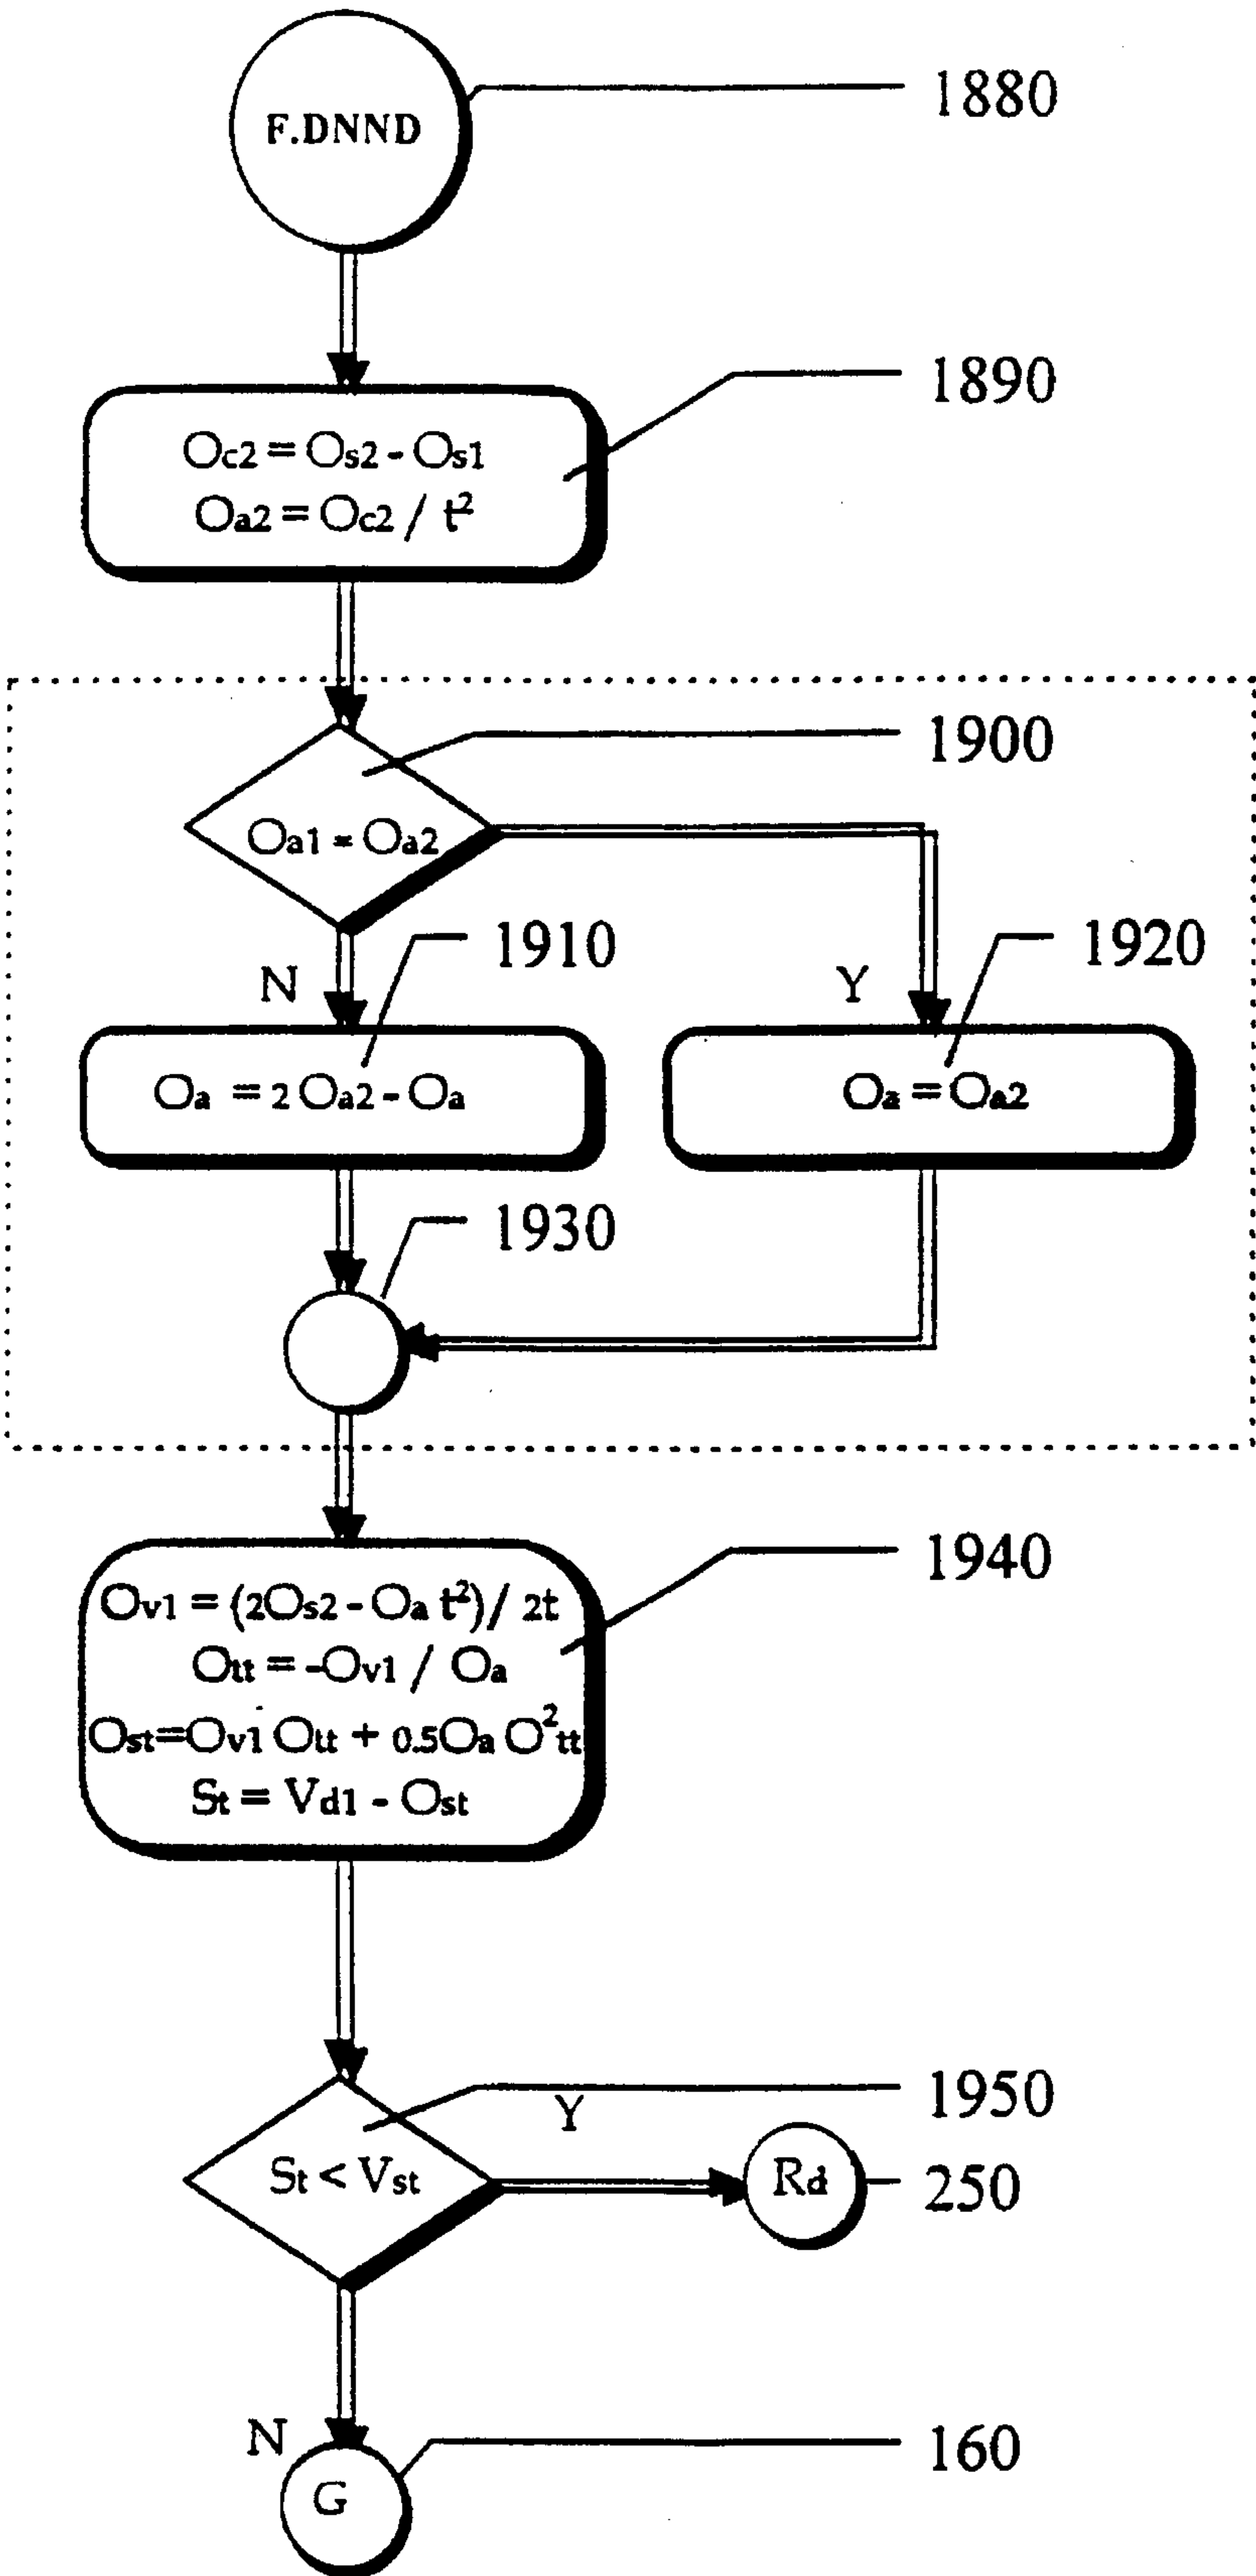 F.DNND
1880
1890
Oc2 = Os2 - Os1
Oa2 = Oc2 / t²
1900
Oa1 = Oa2
N
1910
Y
1920
Oa = 2 Oa2 - Oa
Oa = Oa2
1930
1940
Ov1 = (2Os2 - Oa t²) / 2t
Ott = -Ov1 / Oa
Ost=Ov1 Ott + 0.5Oa O²tt
St = Vd1 - Ost
1950
Y
St < Vst
Rd
250
N
160
G